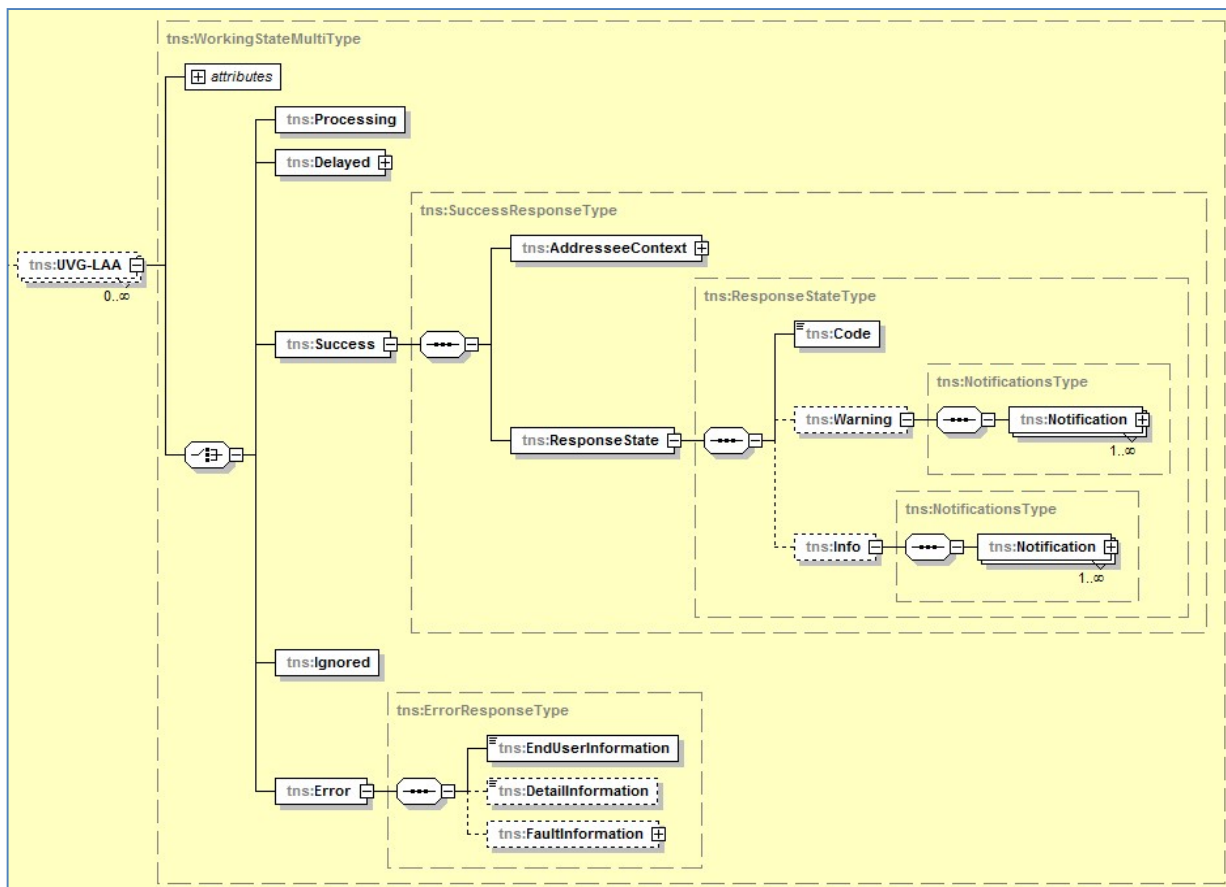 tns:WorkingStateMultiType
attributes
tns:Processing
tns:Delayed
tns:SuccessResponseType
tns:AddresseeContext
tns:UVG-LAA
0..∞
tns:ResponseStateType
tns:Code
tns:Success
tns:NotificationsType
tns:Warning
tns:Notification
1..∞
tns:ResponseState
tns:NotificationsType
tns:Info
tns:Notification
1..∞
tns:Ignored
tns:ErrorResponseType
tns:EndUserInformation
tns:Error
tns:DetailInformation
tns:FaultInformation